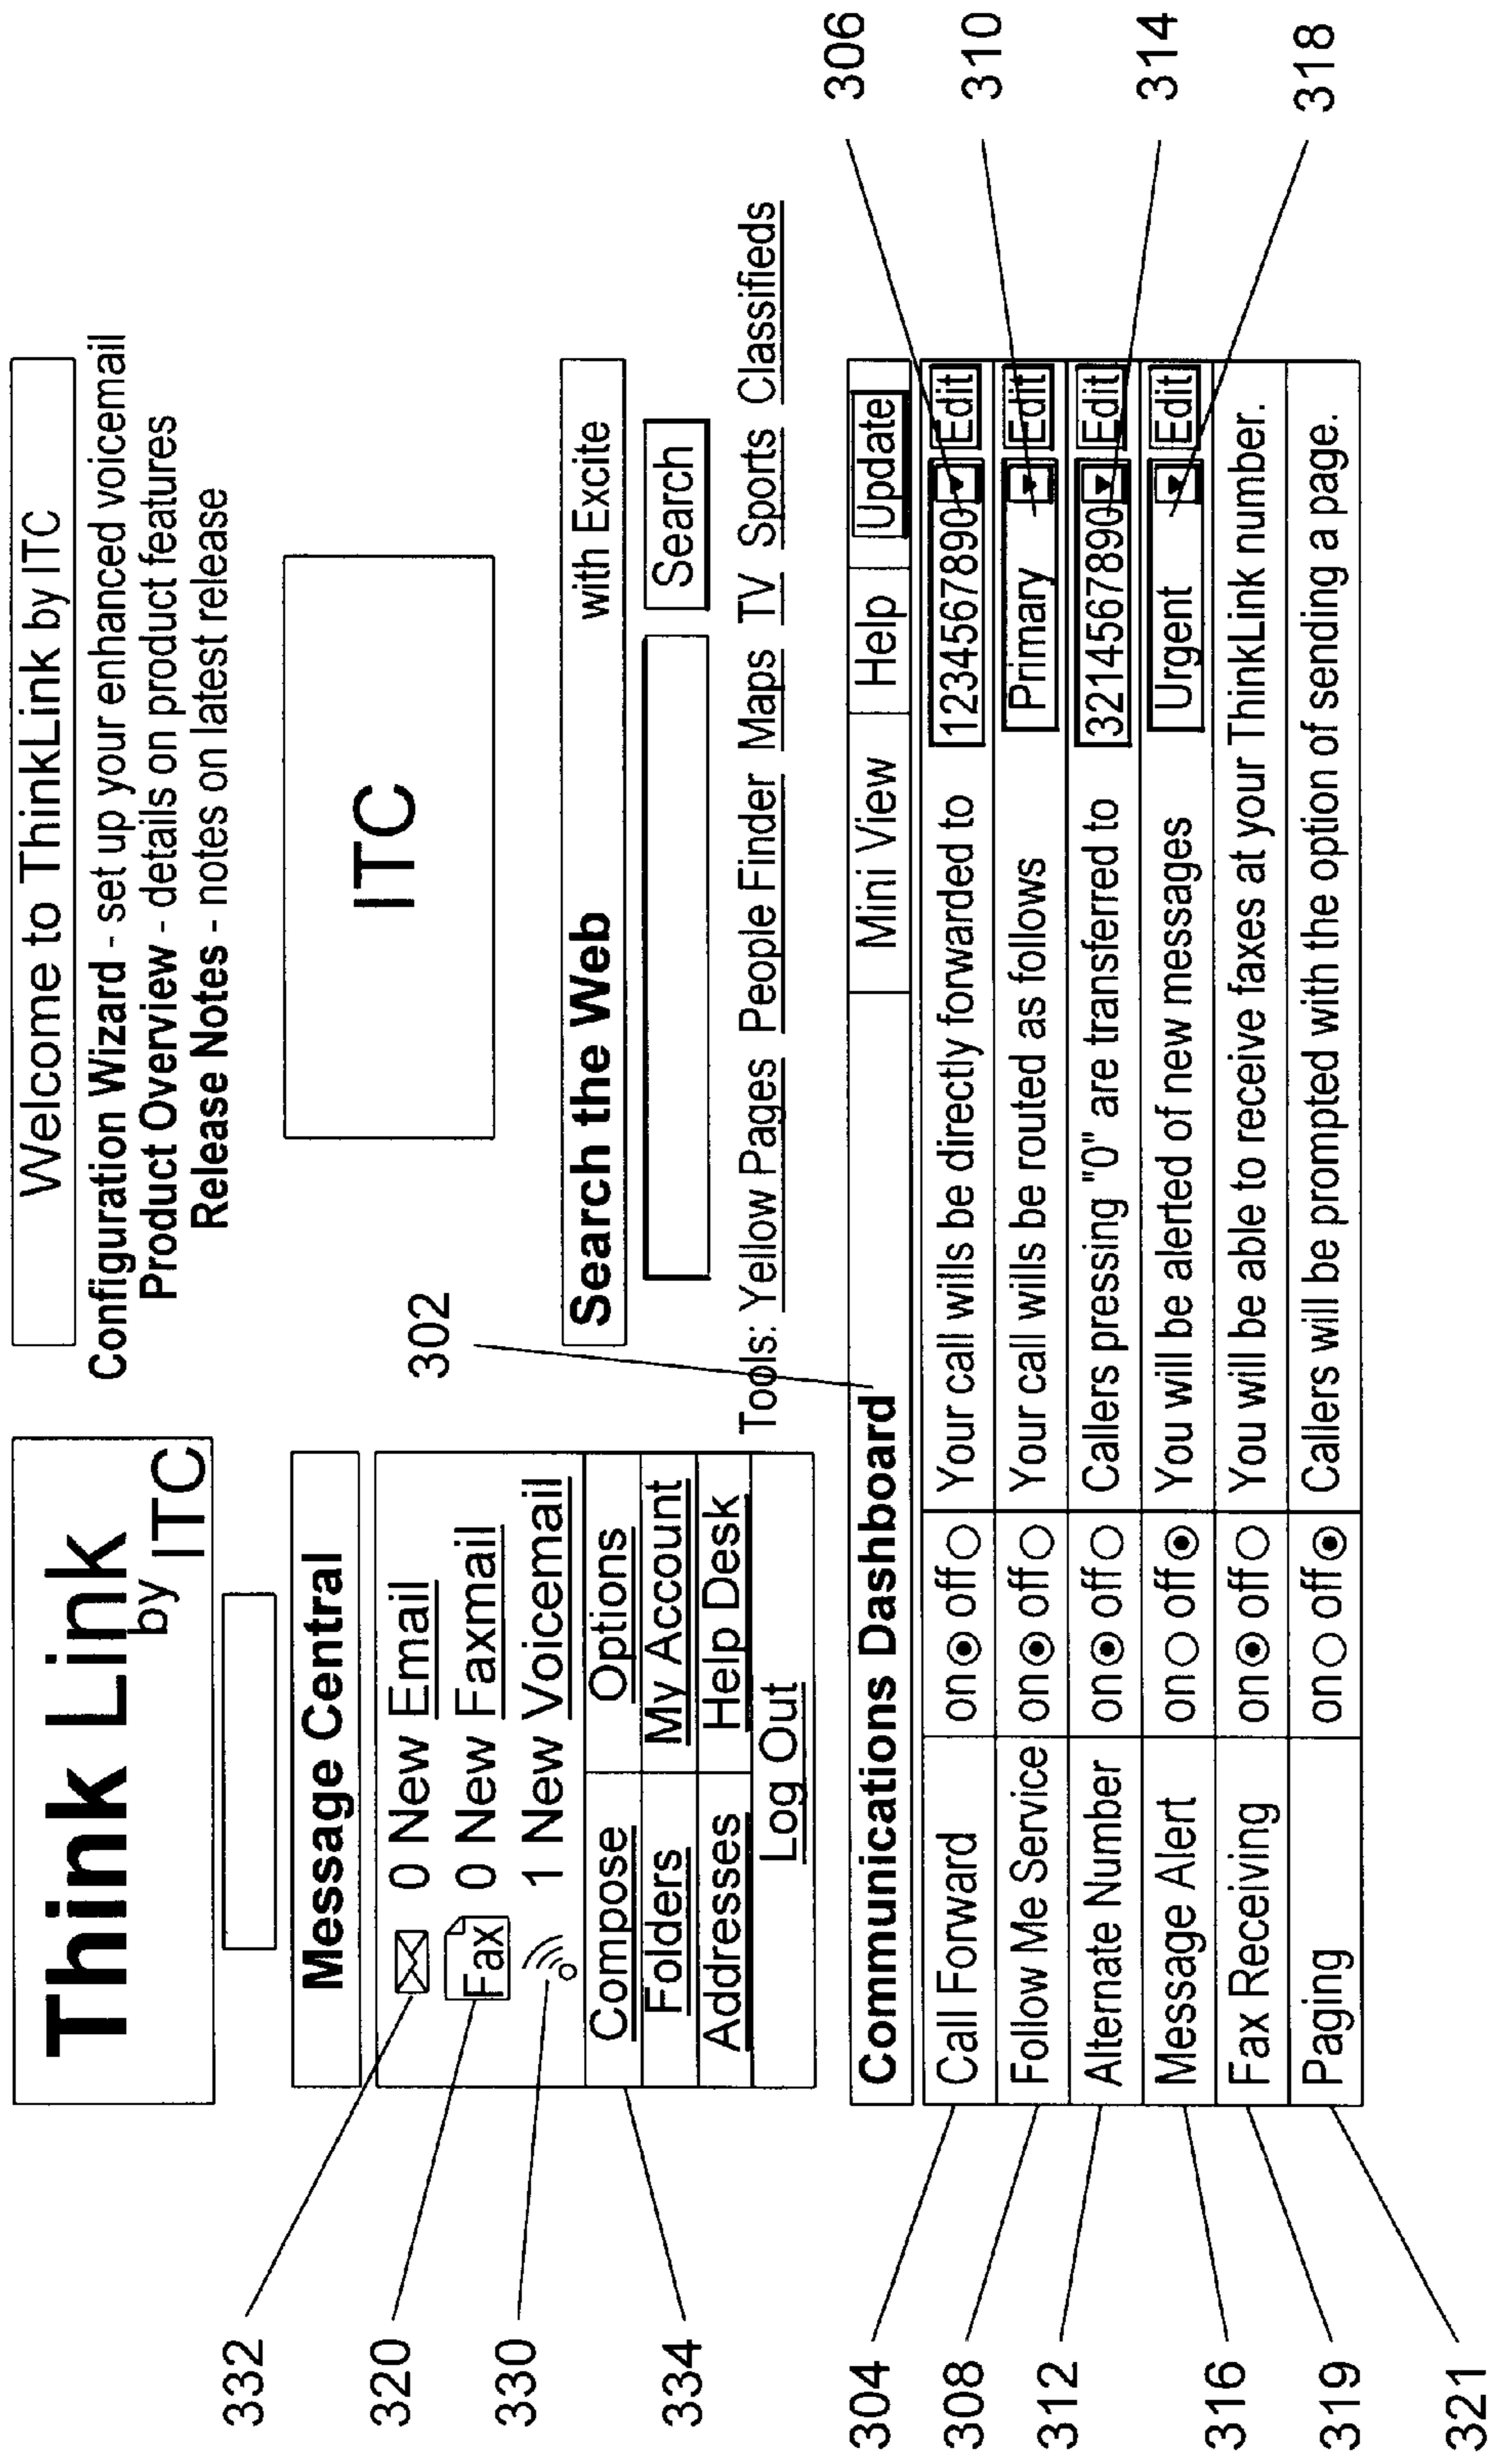 Think Link
by ITC
Welcome to ThinkLink by ITC
Configuration Wizard - set up your enhanced voicemail
Product Overview - details on product features
Release Notes - notes on latest release
Message Central
332
0 New Email
320
Fax
0 New Faxmail
330
1 New Voicemail
334
Compose Options
Folders My Account
Addresses Help Desk
Log Out
ITC
302
Search the Web with Excite
Search
Tools: Yellow Pages People Finder Maps TV Sports Classifieds
Communications Dashboard Mini View Help Update
304 Call Forward on off Your call wills be directly forwarded to 1234567890 Edit 306
308 Follow Me Service on off Your call wills be routed as follows Primary Edit 310
312 Alternate Number on off Callers pressing "0" are transferred to 3214567890 Edit 314
316 Message Alert on off You will be alerted of new messages Urgent Edit 318
319 Fax Receiving on off You will be able to receive faxes at your ThinkLink number.
321 Paging on off Callers will be prompted with the option of sending a page.